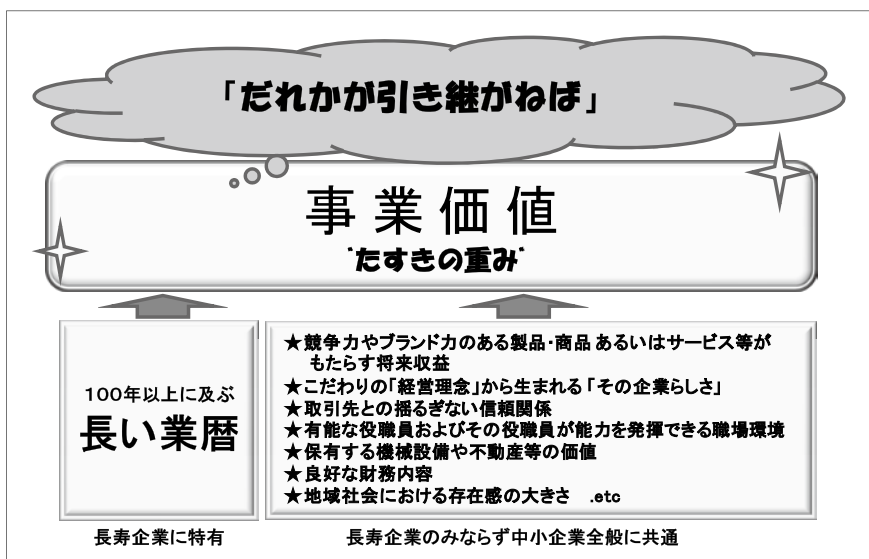 「だれかが引き継がねば」
事業価値
"たすきの重み"
100年以上に及ぶ
長い業暦
★競争力やブランド力のある製品・商品 あるいはサービス等が
もたらす将来収益
★こだわりの「経営理念」から生まれる「その企業らしさ」
★取引先との揺るぎない信頼関係
★有能な役職員およびその役職員が能力を発揮できる職場環境
★保有する機械設備や不動産等の価値
★良好な財務内容
★地域社会における存在感の大きさ .etc
長寿企業に特有
長寿企業のみならず中小企業全般に共通